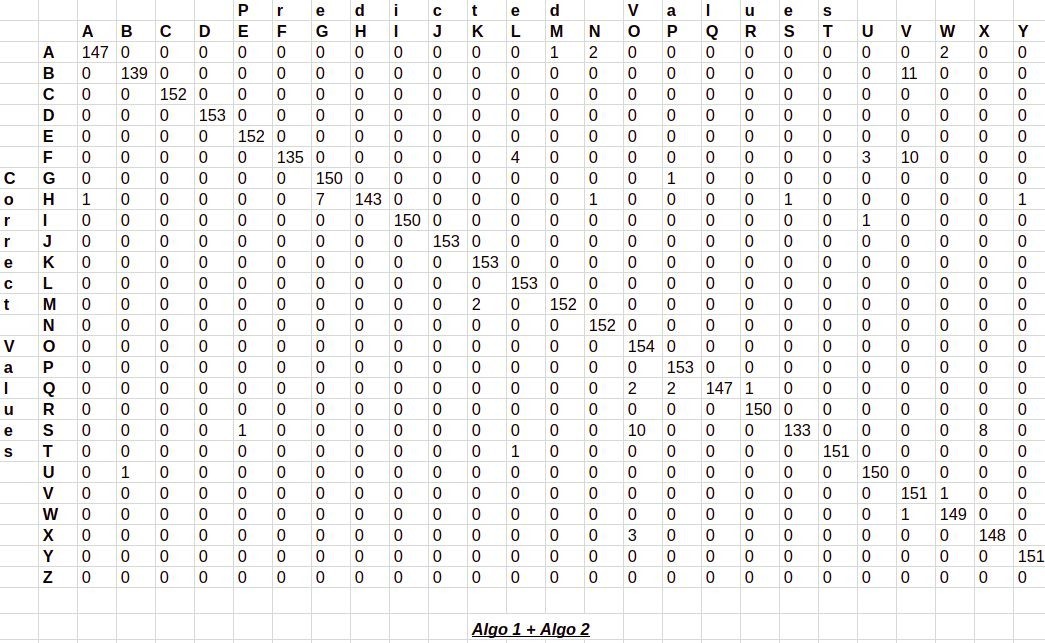 P r e d i c t e d V a l u e s
A B C D E F G H I J K L M N O P Q R S T U V W X Y
A 147 0 0 0 0 0 0 0 0 0 0 0 1 2 0 0 0 0 0 0 0 0 2 0 0
B 0 139 0 0 0 0 0 0 0 0 0 0 0 0 0 0 0 0 0 0 0 11 0 0 0
C 0 0 152 0 0 0 0 0 0 0 0 0 0 0 0 0 0 0 0 0 0 0 0 0 0
D 0 0 0 153 0 0 0 0 0 0 0 0 0 0 0 0 0 0 0 0 0 0 0 0 0
E 0 0 0 0 152 0 0 0 0 0 0 0 0 0 0 0 0 0 0 0 0 0 0 0 0
F 0 0 0 0 0 135 0 0 0 0 0 4 0 0 0 0 0 0 0 0 3 10 0 0 0
C G 0 0 0 0 0 0 150 0 0 0 0 0 0 0 0 1 0 0 0 0 0 0 0 0 0
o H 1 0 0 0 0 0 7 143 0 0 0 0 0 1 0 0 0 0 1 0 0 0 0 0 1
r I 0 0 0 0 0 0 0 0 150 0 0 0 0 0 0 0 0 0 0 0 1 0 0 0 0
r J 0 0 0 0 0 0 0 0 0 153 0 0 0 0 0 0 0 0 0 0 0 0 0 0 0
e K 0 0 0 0 0 0 0 0 0 0 153 0 0 0 0 0 0 0 0 0 0 0 0 0 0
c L 0 0 0 0 0 0 0 0 0 0 0 153 0 0 0 0 0 0 0 0 0 0 0 0 0
t M 0 0 0 0 0 0 0 0 0 0 2 0 152 0 0 0 0 0 0 0 0 0 0 0 0
N 0 0 0 0 0 0 0 0 0 0 0 0 0 152 0 0 0 0 0 0 0 0 0 0 0
V O 0 0 0 0 0 0 0 0 0 0 0 0 0 0 154 0 0 0 0 0 0 0 0 0 0
a P 0 0 0 0 0 0 0 0 0 0 0 0 0 0 0 153 0 0 0 0 0 0 0 0 0
l Q 0 0 0 0 0 0 0 0 0 0 0 0 0 0 2 2 147 1 0 0 0 0 0 0 0
u R 0 0 0 0 0 0 0 0 0 0 0 0 0 0 0 0 0 150 0 0 0 0 0 0 0
e S 0 0 0 0 1 0 0 0 0 0 0 0 0 0 10 0 0 0 133 0 0 0 0 8 0
s T 0 0 0 0 0 0 0 0 0 0 0 1 0 0 0 0 0 0 0 151 0 0 0 0 0
U 0 1 0 0 0 0 0 0 0 0 0 0 0 0 0 0 0 0 0 0 150 0 0 0 0
V 0 0 0 0 0 0 0 0 0 0 0 0 0 0 0 0 0 0 0 0 0 151 1 0 0
W 0 0 0 0 0 0 0 0 0 0 0 0 0 0 0 0 0 0 0 0 0 1 149 0 0
X 0 0 0 0 0 0 0 0 0 0 0 0 0 0 3 0 0 0 0 0 0 0 0 148 0
Y 0 0 0 0 0 0 0 0 0 0 0 0 0 0 0 0 0 0 0 0 0 0 0 0 151
Z 0 0 0 0 0 0 0 0 0 0 0 0 0 0 0 0 0 0 0 0 0 0 0 0 0
Algo 1 + Algo 2